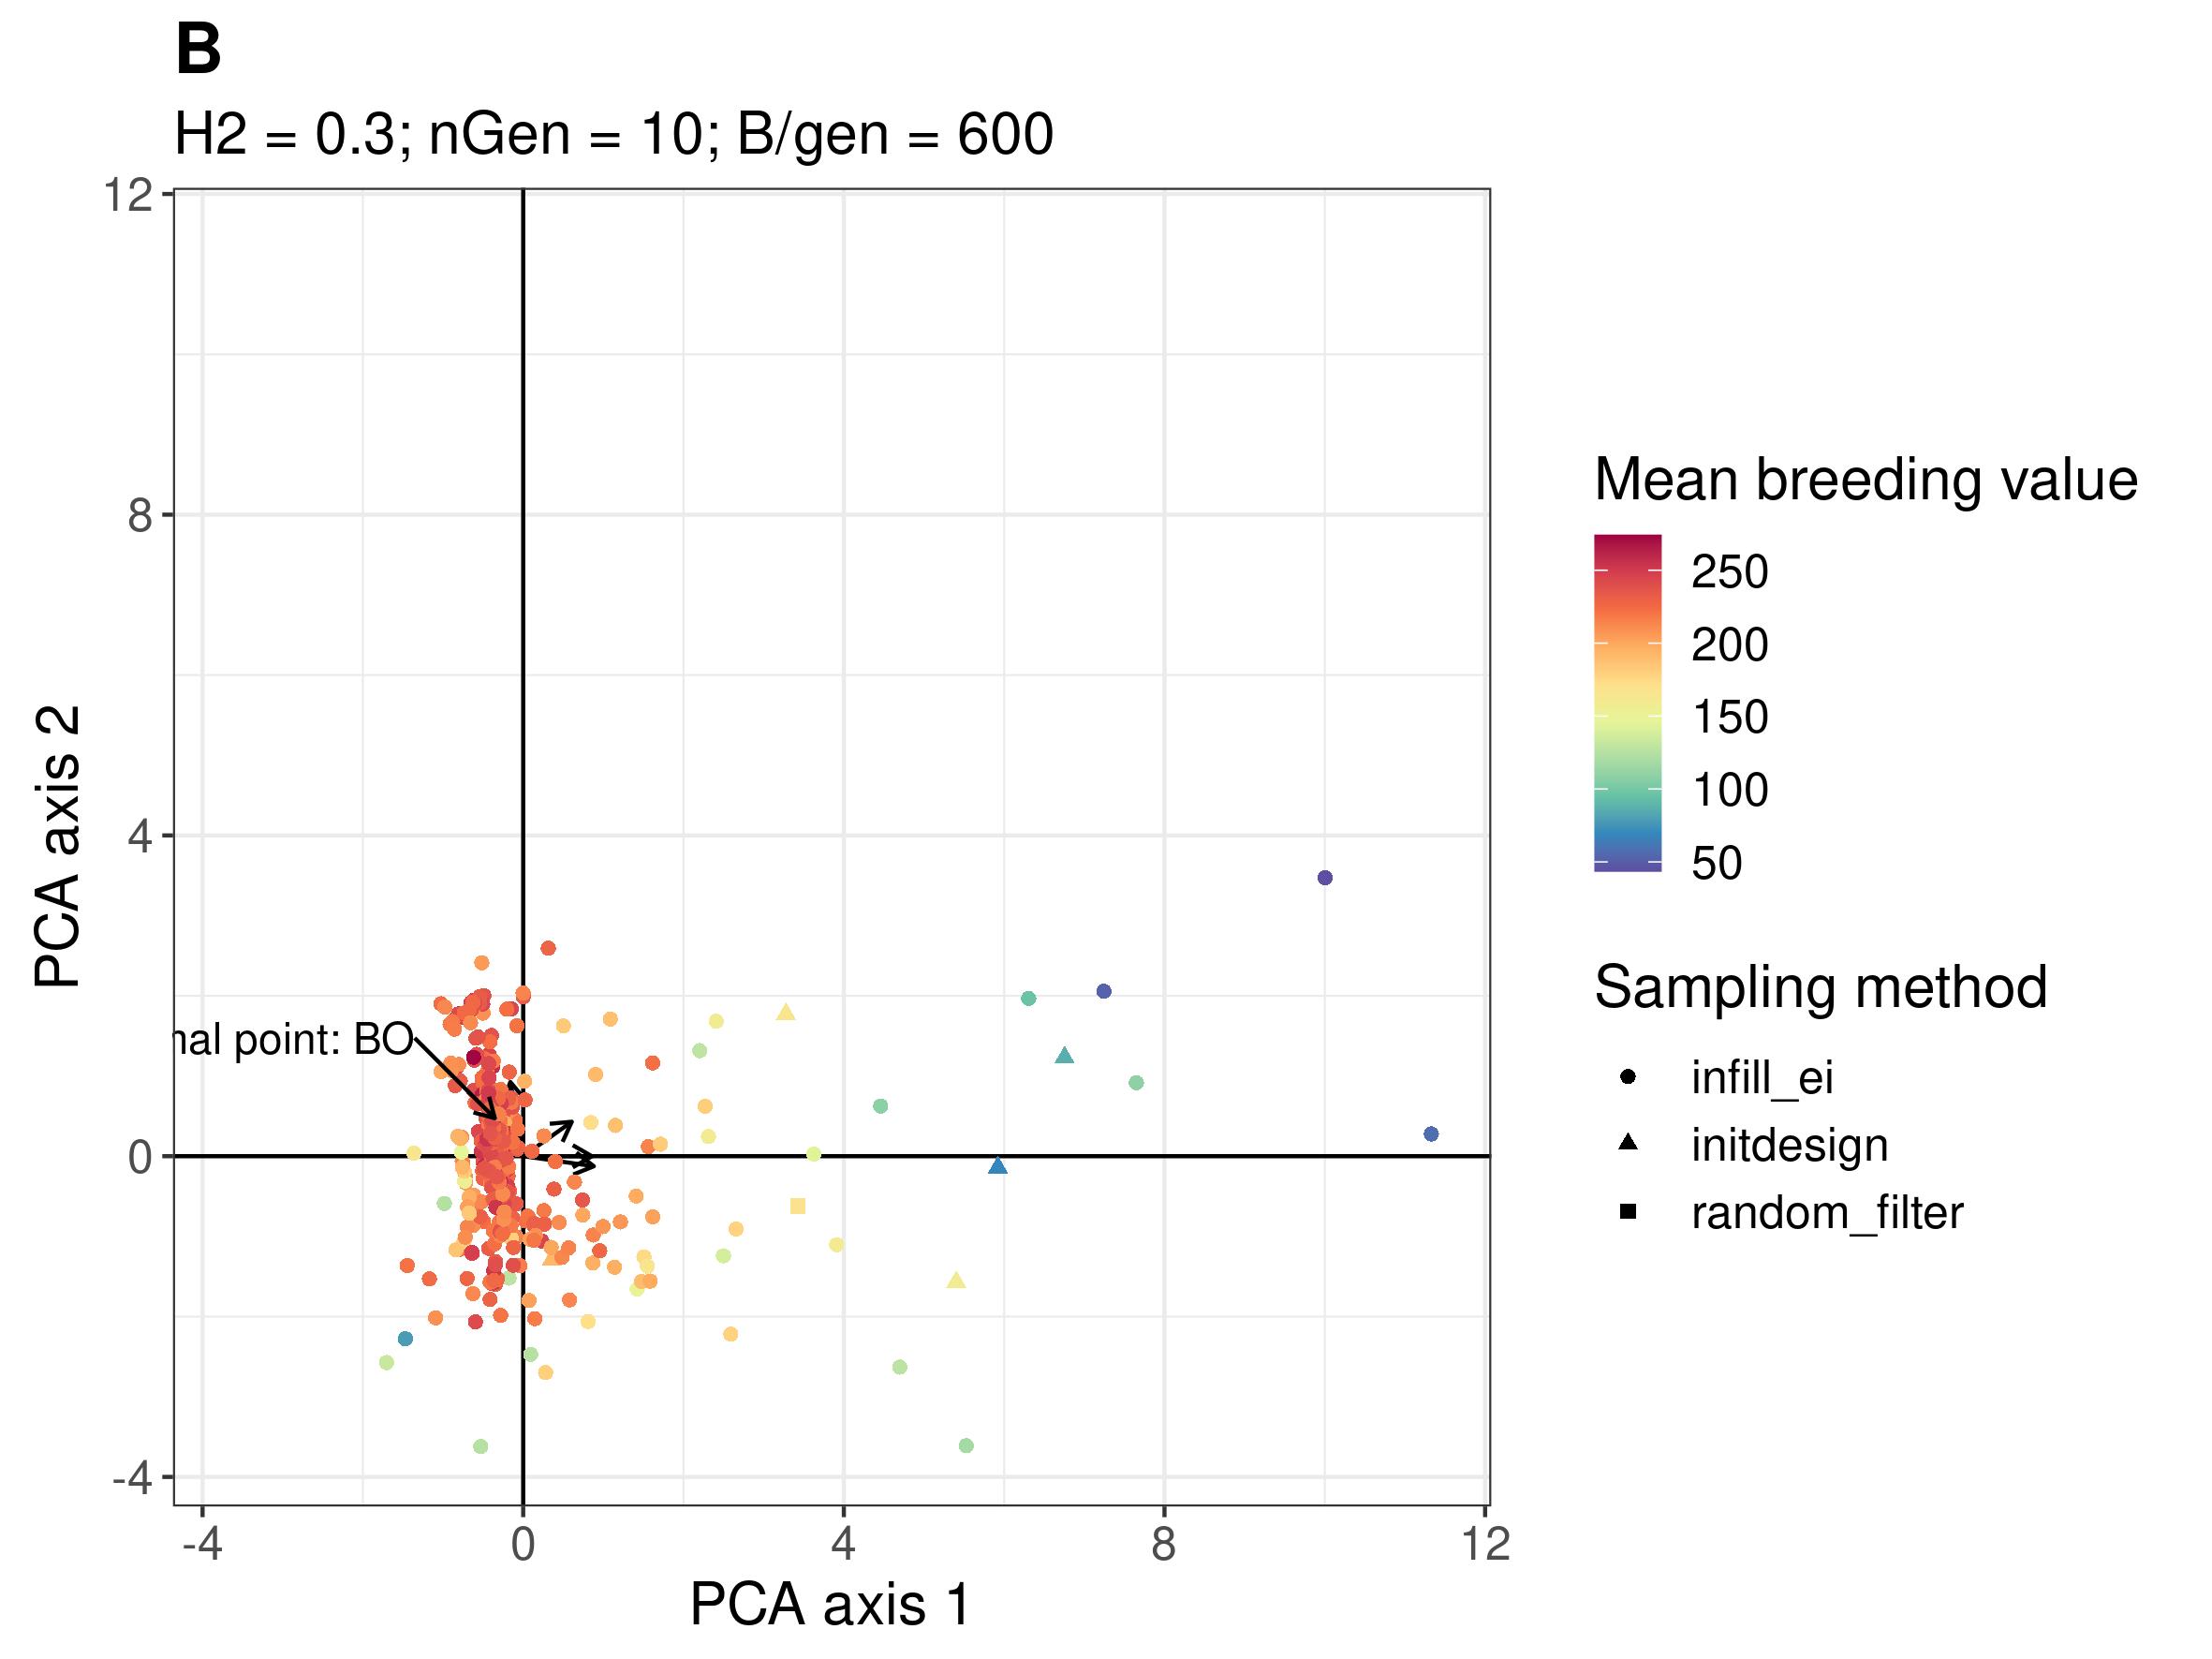 B
H2 = 0.3; nGen = 10; B/gen = 600
12
8
4
0
-4
-4
0
4
8
12
PCA axis 1
PCA axis 2
point: BO
Mean breeding value
250
200
150
100
50
Sampling method
infill_ei
initdesign
random_filter